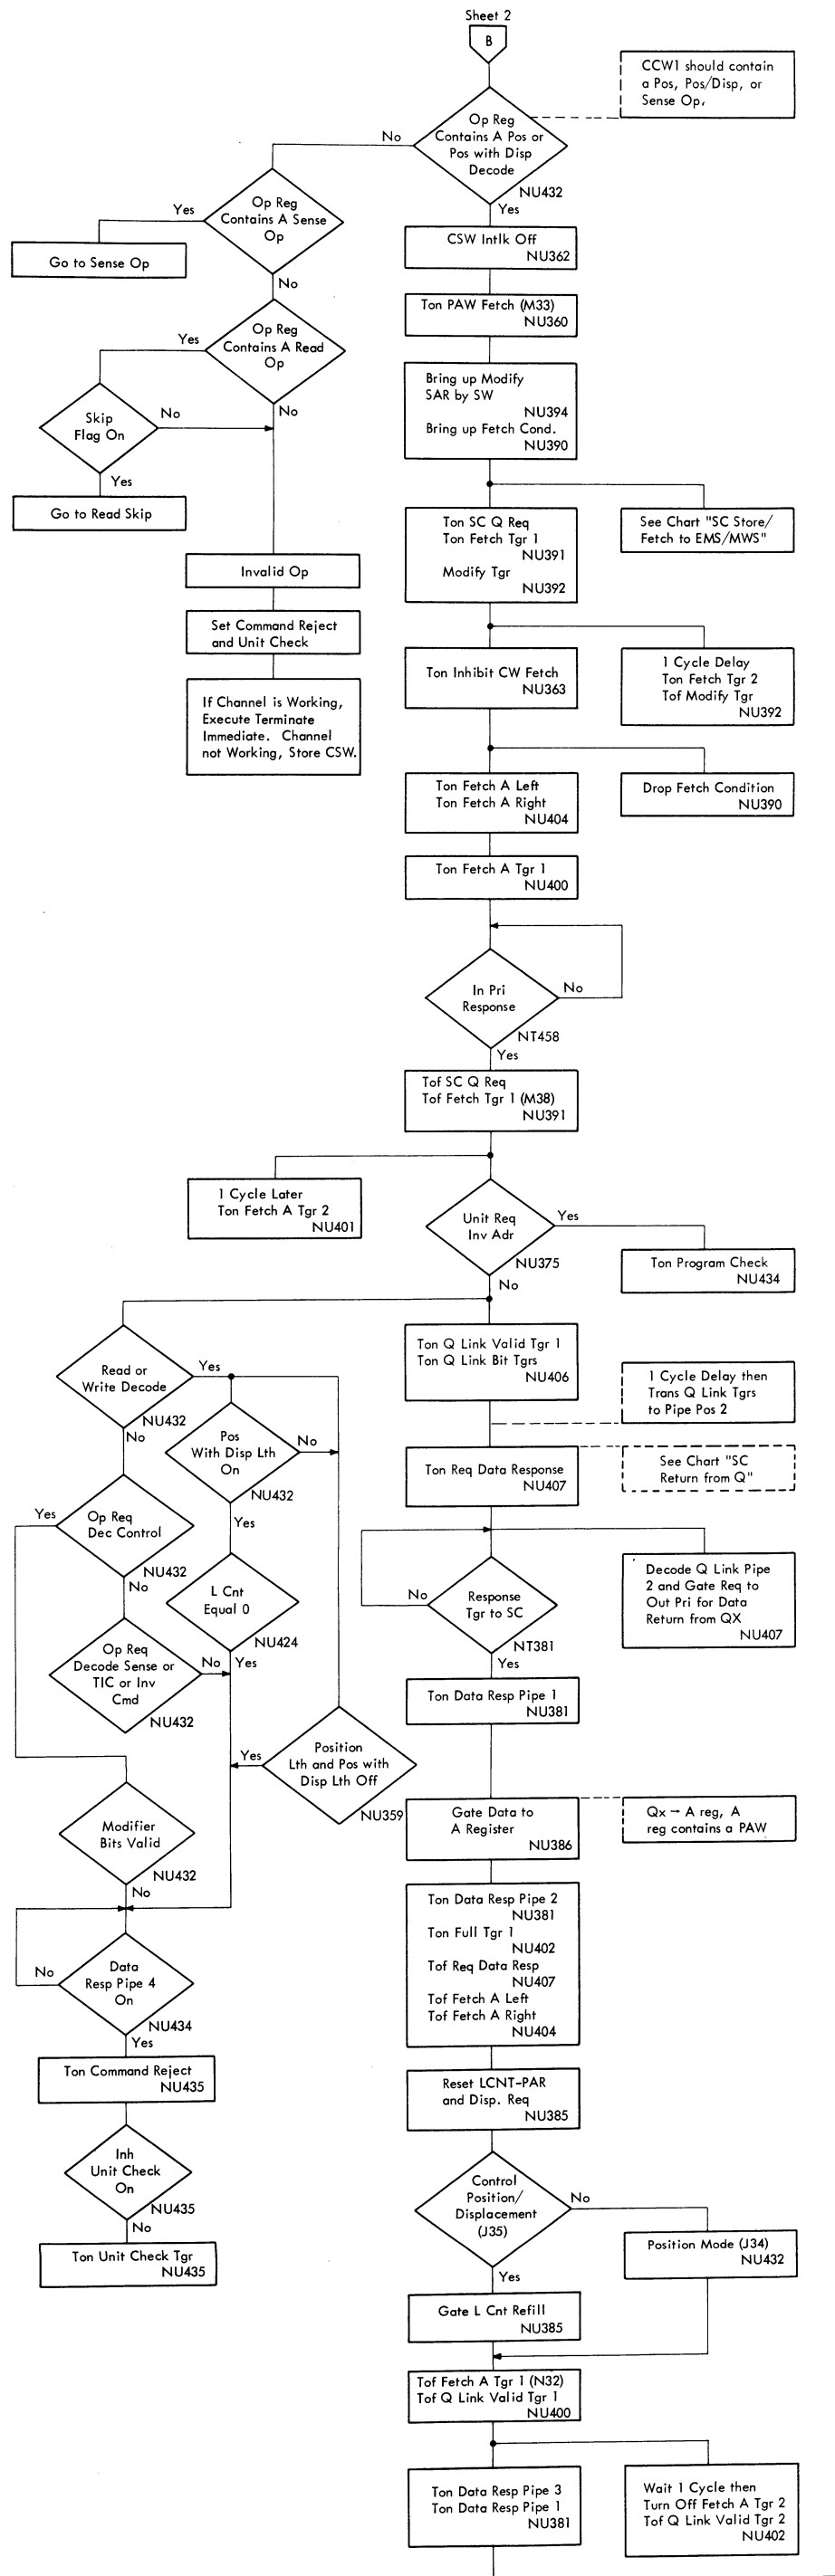 Sheet 2
B
CCW1 should contain
a Pos, Pos/Disp, or
Sense Op.
Op Reg
Contains A Pos or
Pos with Disp
Decode
NU432
No
Yes
Op Reg
Contains A Sense
Op
Yes
No
Go to Sense Op
CSW Intlk Off
NU362
Ton PAW Fetch (M33)
NU360
Op Reg
Contains A Read
Op
Yes
No
Bring up Modify
SAR by SW
NU394
Bring up Fetch Cond.
NU390
Skip
Flag On
No
Yes
Go to Read Skip
Ton SC Q Req
Ton Fetch Tgr 1
NU391
Modify Tgr
NU392
See Chart "SC Store/
Fetch to EMS/MWS"
Invalid Op
Set Command Reject
and Unit Check
If Channel is Working,
Execute Terminate
Immediate. Channel
not Working, Store CSW.
Ton Inhibit CW Fetch
NU363
1 Cycle Delay
Ton Fetch Tgr 2
Tof Modify Tgr
NU392
Ton Fetch A Left
Ton Fetch A Right
NU404
Drop Fetch Condition
NU390
Ton Fetch A Tgr 1
NU400
In Pri
Response
No
NT458
Yes
Tof SC Q Req
Tof Fetch Tgr 1 (M38)
NU391
1 Cycle Later
Ton Fetch A Tgr 2
NU401
Unit Req
Inv Adr
Yes
NU375
No
Ton Program Check
NU434
Read or
Write Decode
Yes
NU432
No
Ton Q Link Valid Tgr 1
Ton Q Link Bit Tgrs
NU406
1 Cycle Delay then
Trans Q Link Tgrs
to Pipe Pos 2
Pos
With Disp Lth
On
No
NU432
Yes
Ton Req Data Response
NU407
See Chart "SC
Return from Q"
Op Req
Dec Control
Yes
NU432
No
L Cnt
Equal 0
NU424
Yes
Response
Tgr to SC
No
NT381
Yes
Decode Q Link Pipe
2 and Gate Req to
Out Pri for Data
Return from QX
NU407
Op Req
Decode Sense or
TIC or Inv
Cmd
No
NU432
Ton Data Resp Pipe 1
NU381
Position
Lth and Pos with
Disp Lth Off
Yes
NU359
Modifier
Bits Valid
NU432
No
Gate Data to
A Register
NU386
Qx → A reg, A
reg contains a PAW
Ton Data Resp Pipe 2
NU381
Ton Full Tgr 1
NU402
Tof Req Data Resp
NU407
Tof Fetch A Left
Tof Fetch A Right
NU404
Data
Resp Pipe 4
On
No
NU434
Yes
Ton Command Reject
NU435
Reset LCNT-PAR
and Disp. Req
NU385
Inh
Unit Check
On
NU435
No
Ton Unit Check Tgr
NU435
Control
Position/
Displacement
(J35)
No
Yes
Position Mode (J34)
NU432
Gate L Cnt Refill
NU385
Tof Fetch A Tgr 1 (N32)
Tof Q Link Valid Tgr 1
NU400
Ton Data Resp Pipe 3
Ton Data Resp Pipe 1
NU381
Wait 1 Cycle then
Turn Off Fetch A Tgr 2
Tof Q Link Valid Tgr 2
NU402